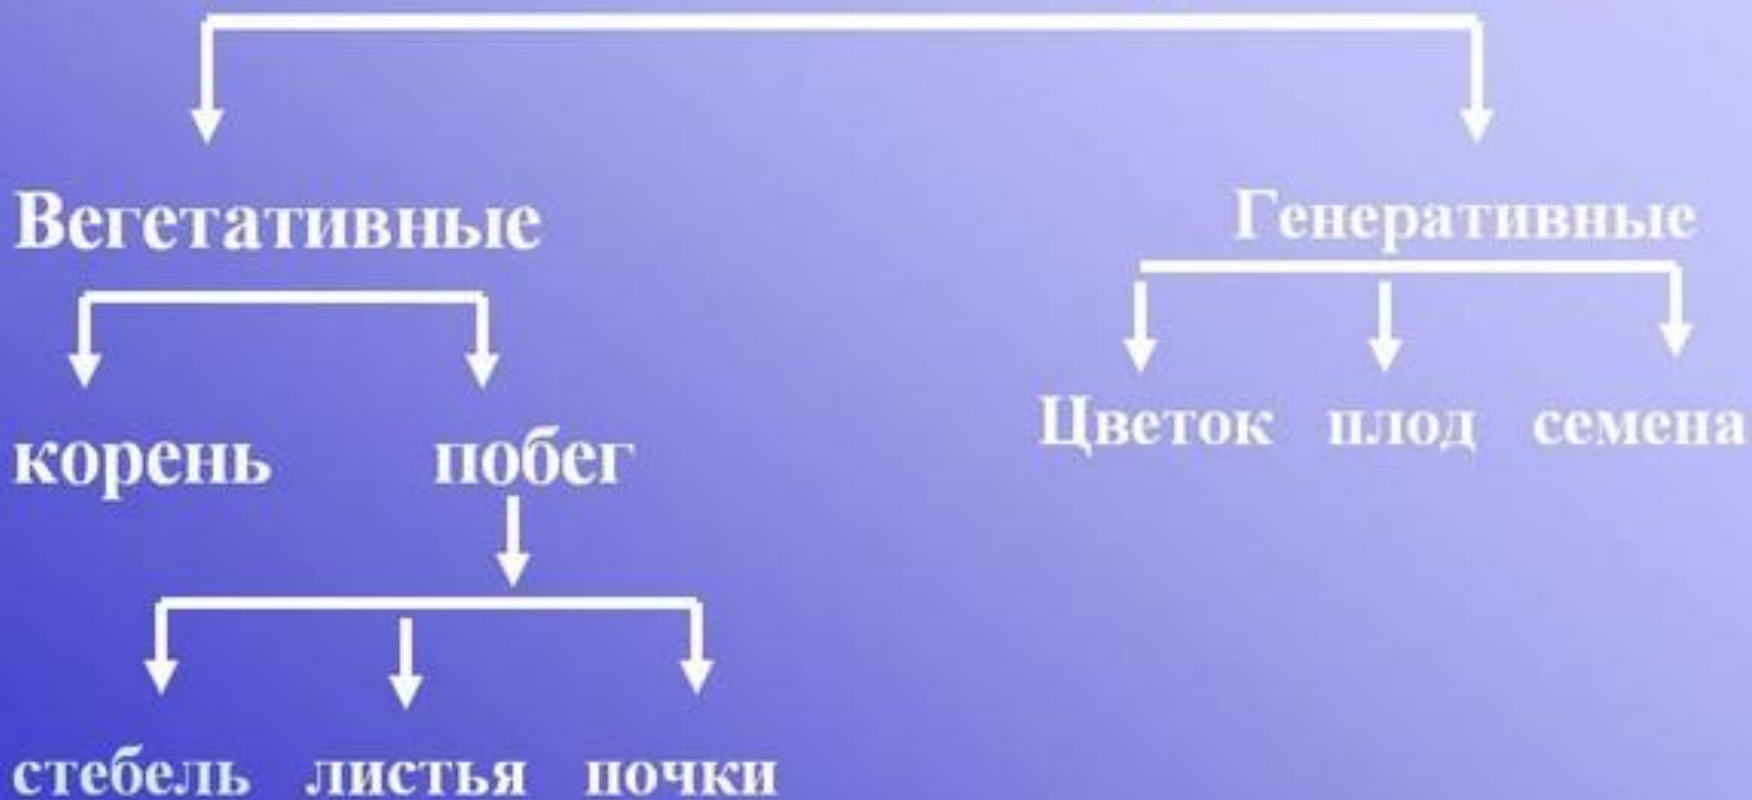 Вегетативные
Генеративные
корень побег
Цветок плод семена
стебель листья почки